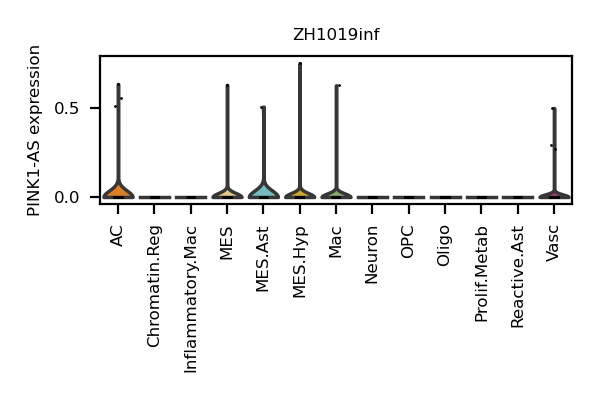 ZH1019inf
PINK1-AS expression
0.5
0.0
AC
Chromatin.Reg
Inflammatory.Mac
MES
MES.Ast
MES.Hyp
Mac
Neuron
OPC
Oligo
Prolif.Metab
Reactive.Ast
Vasc